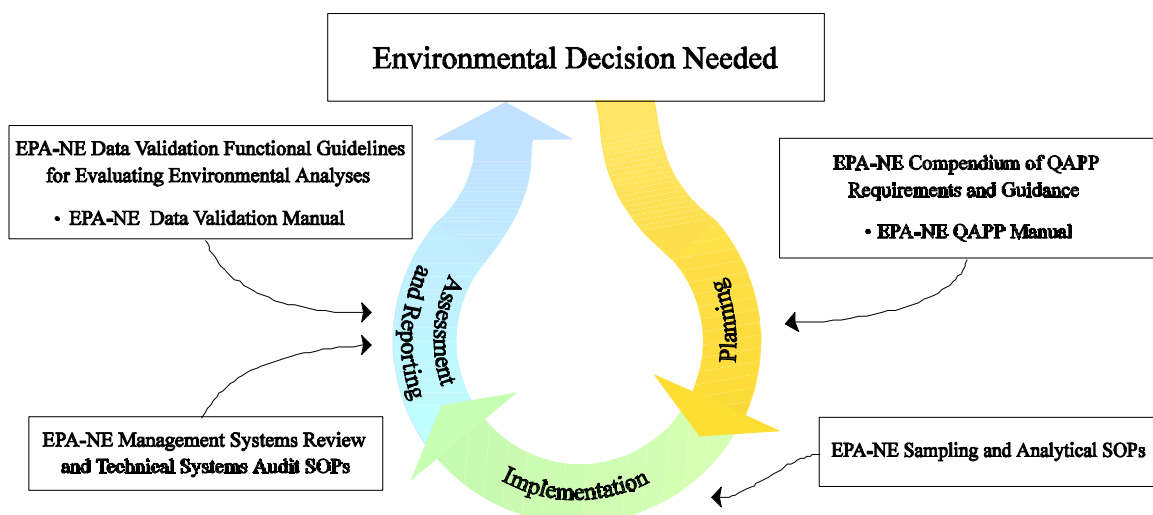 Environmental Decision Needed
EPA-NE Data Validation Functional Guidelines
for Evaluating Environmental Analyses
• EPA-NE Data Validation Manual
EPA-NE Compendium of QAPP
Requirements and Guidance
• EPA-NE QAPP Manual
Assessment
and Reporting
Planning
Implementation
EPA-NE Management Systems Review
and Technical Systems Audit SOPs
EPA-NE Sampling and Analytical SOPs